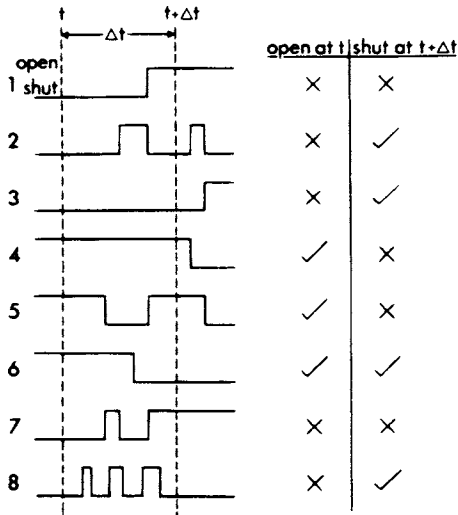 t t+Δt
Δt
open at t shut at t+Δt
open
1 shut × ×
2 × ✓
3 × ✓
4 ✓ ×
5 ✓ ×
6 ✓ ✓
7 × ×
8 × ✓